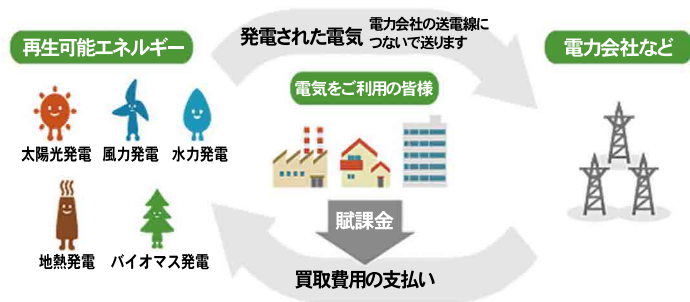 再生可能エネルギー
発電された電気
電力会社の送電線に
つないで送ります
電力会社など
電気をご利用の皆様
太陽光発電
風力発電
水力発電
地熱発電
バイオマス発電
賦課金
買取費用の支払い